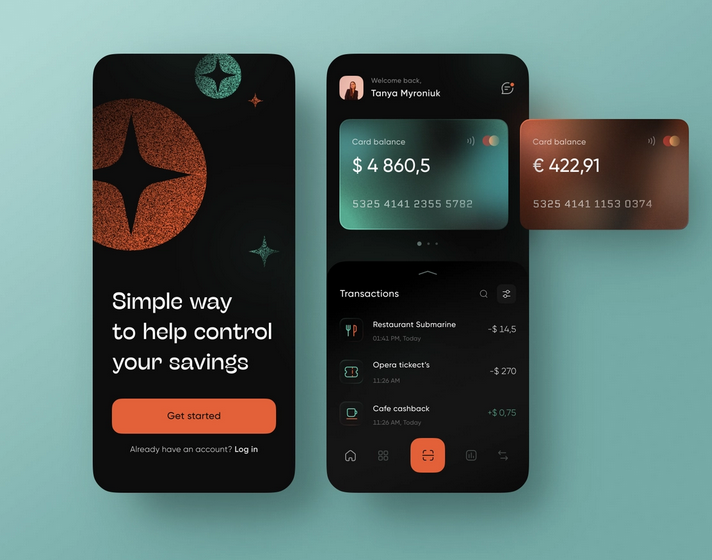 Simple way
to help control
your savings
Get started
Already have an account? Log in
Welcome back,
Tanya Myroniuk
Card balance
$ 4 860,5
5325 4141 2355 5782
Card balance
€ 422,91
5325 4141 1153 0374
Transactions
Restaurant Submarine
01:41 PM, Today
-$ 14,5
Opera tickect's
11:26 AM
-$ 270
Cafe cashback
11:26 AM, Today
+$ 0,75